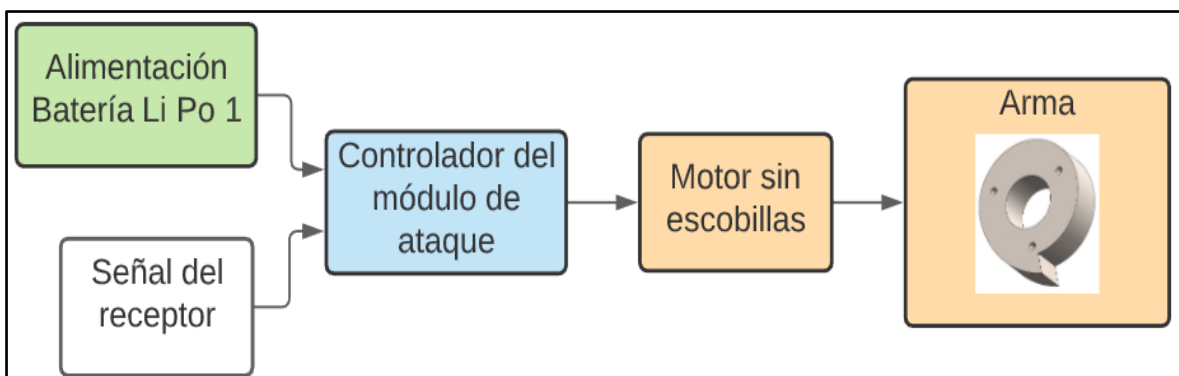 Alimentación
Batería Li Po 1
Señal del
receptor
Controlador del
módulo de
ataque
Motor sin
escobillas
Arma